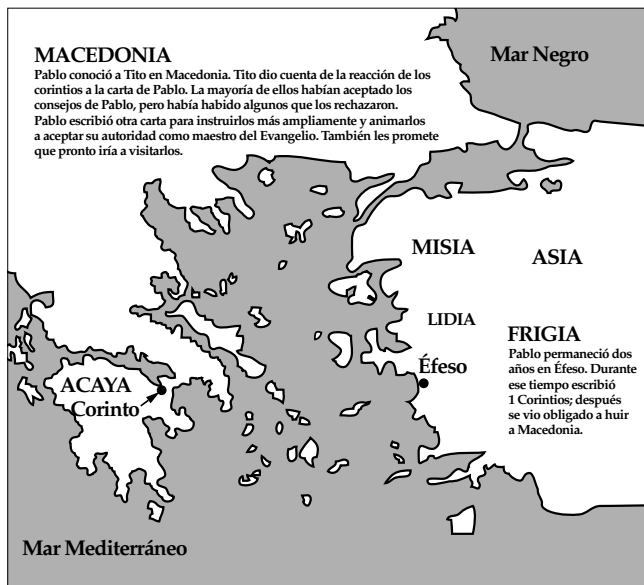 MACEDONIA
Pablo conoció a Tito en Macedonia. Tito dio cuenta de la reacción de los
corintios a la carta de Pablo. La mayoría de ellos habían aceptado los
consejos de Pablo, pero había habido algunos que los rechazaron.
Pablo escribió otra carta para instruirlos más ampliamente y animarlos
a aceptar su autoridad como maestro del Evangelio. También les promete
que pronto iría a visitarlos.
Mar Negro
MISIA
ASIA
LIDIA
FRIGIA
Pablo permaneció dos
años en Éfeso. Durante
ese tiempo escribió
1 Corintios; después
se vio obligado a huir
a Macedonia.
Éfeso
ACAYA
Corinto
Mar Mediterráneo